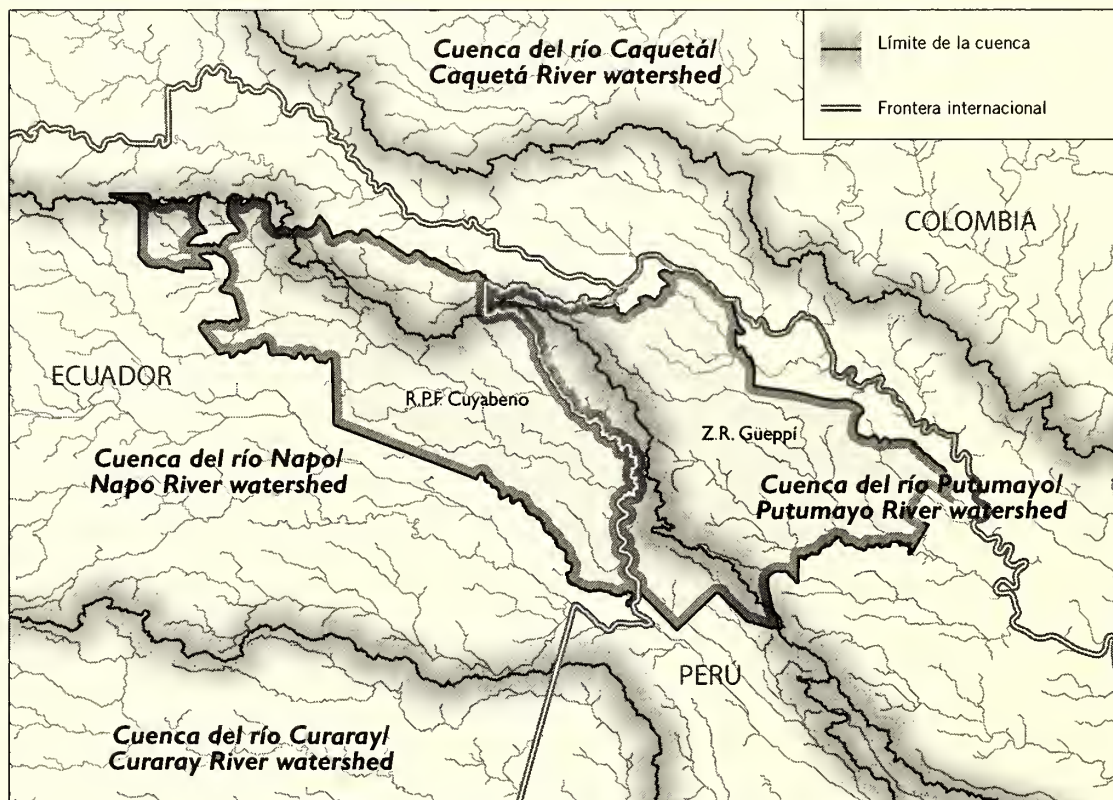 Cuenca del río Caquetá/
Caquetá River watershed
Límite de la cuenca
Frontera internacional
COLOMBIA
ECUADOR
R.P.F. Cuyabeno
Z.R. Güeppí
Cuenca del río Napo/
Napo River watershed
Cuenca del río Putumayo/
Putumayo River watershed
PERÚ
Cuenca del río Curaray/
Curaray River watershed